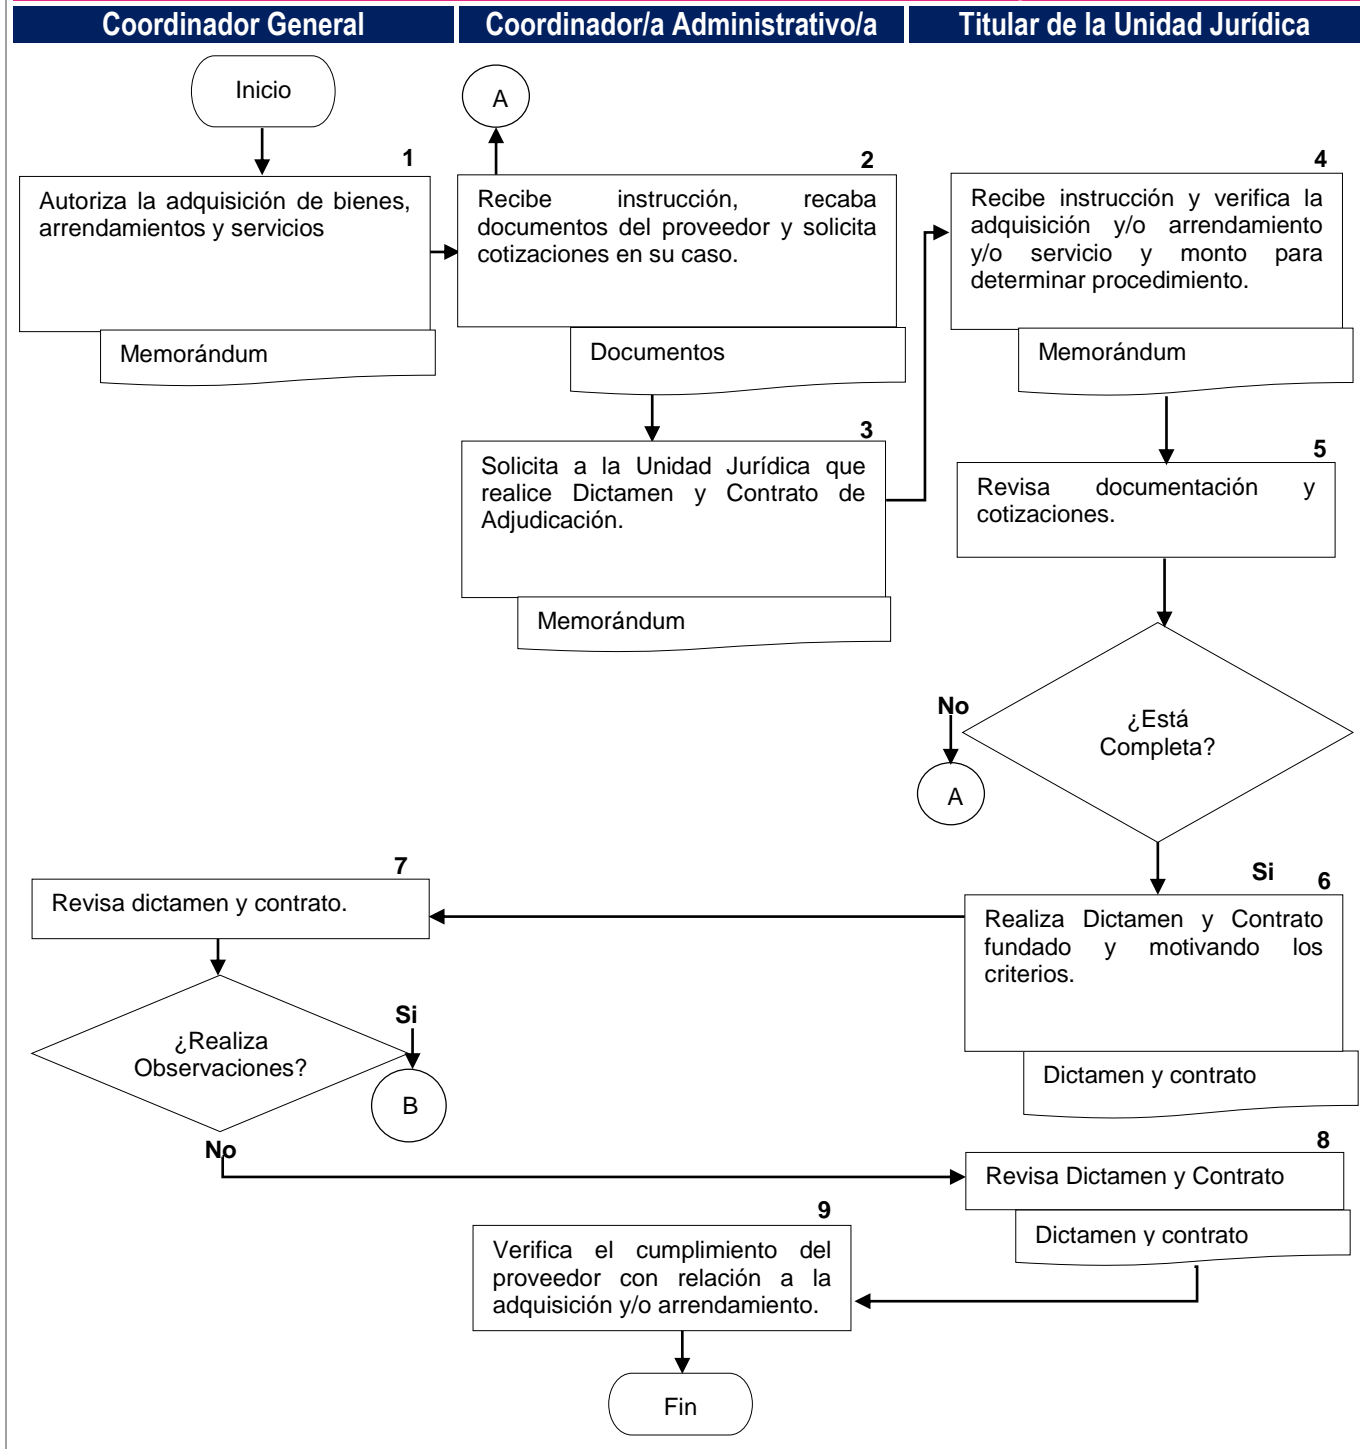 Coordinador General
Coordinador/a Administrativo/a
Titular de la Unidad Jurídica
Inicio
A
1
Autoriza la adquisición de bienes,
arrendamientos y servicios
Memorándum
2
Recibe instrucción, recaba
documentos del proveedor y solicita
cotizaciones en su caso.
Documentos
3
Solicita a la Unidad Jurídica que
realice Dictamen y Contrato de
Adjudicación.
Memorándum
4
Recibe instrucción y verifica la
adquisición y/o arrendamiento
y/o servicio y monto para
determinar procedimiento.
Memorándum
5
Revisa documentación y
cotizaciones.
¿Está
Completa?
No
A
Si
6
Realiza Dictamen y Contrato
fundado y motivando los
criterios.
Dictamen y contrato
7
Revisa dictamen y contrato.
¿Realiza
Observaciones?
Si
B
No
8
Revisa Dictamen y Contrato
Dictamen y contrato
9
Verifica el cumplimiento del
proveedor con relación a la
adquisición y/o arrendamiento.
Fin